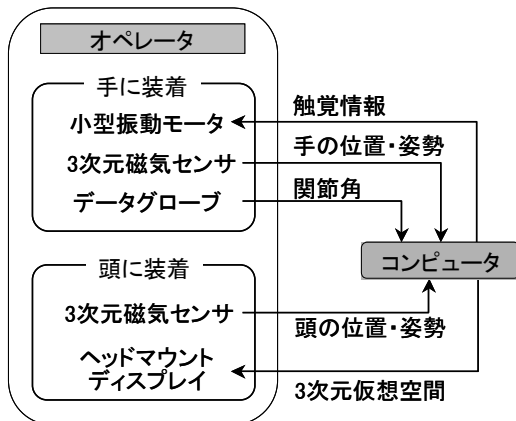 オペレータ
手に装着
小型振動モータ
3次元磁気センサ
データグローブ
触覚情報
手の位置・姿勢
関節角
コンピュータ
頭に装着
3次元磁気センサ
ヘッドマウント
ディスプレイ
頭の位置・姿勢
3次元仮想空間